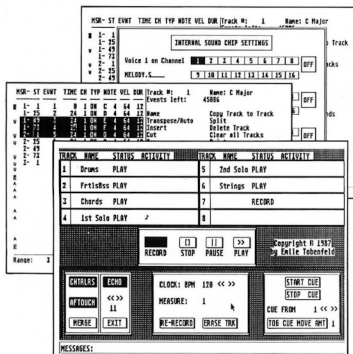 MSR- ST EVNT TIME CH TYP NOTE VEL DUR Track #: 1 Name: C Major
INTERNAL SOUND CHIP SETTINGS
Voice 1 on Channel 1 2 3 4 5 6 7 8 OFF
MELODY.S 9 10 11 12 13 14 15 16
Track
OFF
OFF
MSR- ST EVNT TIME CH TYP NOTE VEL DUR Track #: 1 Name: C Major
Events left: 45806
Name Copy Track to Track
Transpose/Auto Split
Insert Delete Track
Cut Clear all Tracks
Range:
TRACK NAME STATUS ACTIVITY TRACK NAME STATUS ACTIVITY
1 Drums PLAY 5 2nd Solo PLAY
2 FrtlsBss PLAY 6 Strings PLAY
3 Chords PLAY 7 RECORD
4 1st Solo PLAY ♪ 8
RECORD STOP PAUSE PLAY
Copyright © 1987
by Emile Tobenfeld
CNTRLRS ECHO
AFTOUCH << >>
11
MERGE EXIT
CLOCK: BPM 128 << >>
MEASURE: 1
RE-RECORD ERASE TRK
START CUE
STOP CUE
CUE FROM 1 << >>
TOG CUE MOVE AMT 1
MESSAGES: